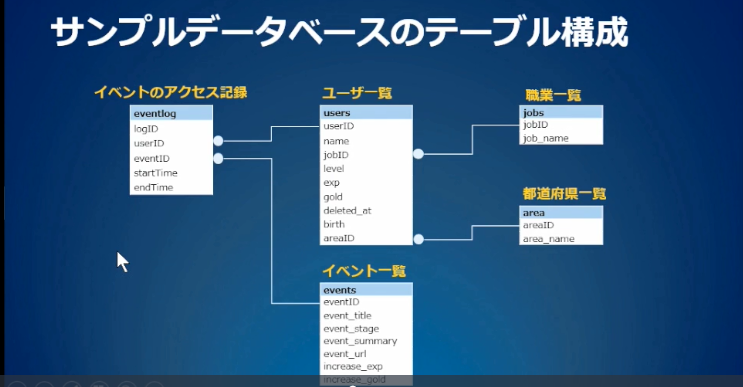 サンプルデータベースのテーブル構成
イベントのアクセス記録
eventlog
logID
userID
eventID
startTime
endTime
ユーザ一覧
users
userID
name
jobID
level
exp
gold
deleted_at
birth
areaID
職業一覧
jobs
jobID
job_name
都道府県一覧
area
areaID
area_name
イベント一覧
events
eventID
event_title
event_stage
event_summary
event_url
increase_exp
increase_gold